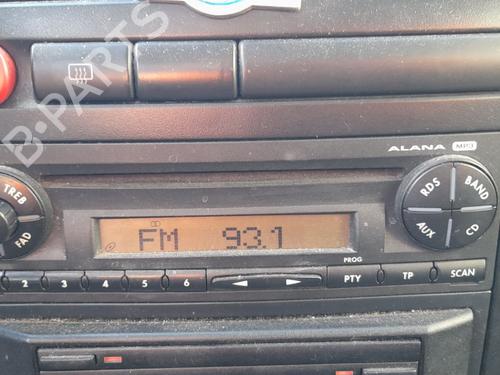 B-PARTS
ALANA MP3
TREB
FAD
RDS
BAND
AUX
CD
FM 93.1
PROG
2 3 4 5 6 PTY TP SCAN